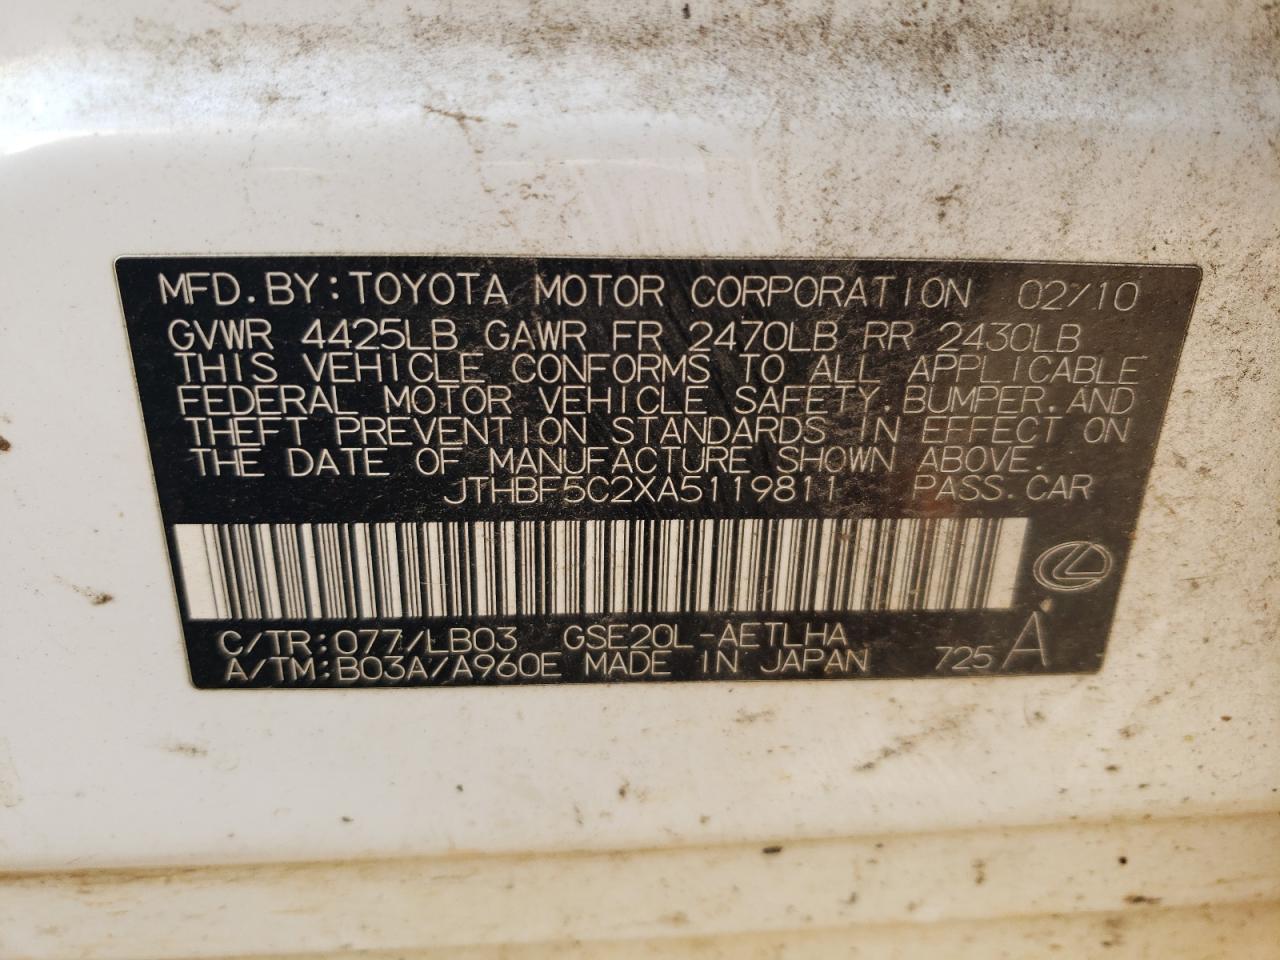 MFD. BY: TOYOTA MOTOR CORPORATION 02/10
GVWR 4425LB GAWR FR 2470LB RR 2430LB
THIS VEHICLE CONFORMS TO ALL APPLICABLE
FEDERAL MOTOR VEHICLE SAFETY, BUMPER, AND
THEFT PREVENTION STANDARDS IN EFFECT ON
THE DATE OF MANUFACTURE SHOWN ABOVE.
JTHBF5C2XA5119811 PASS. CAR
C/TR: 077/LB03 GSE20L-AETLHA
A/TM: B03A/A960E MADE IN JAPAN 725 A